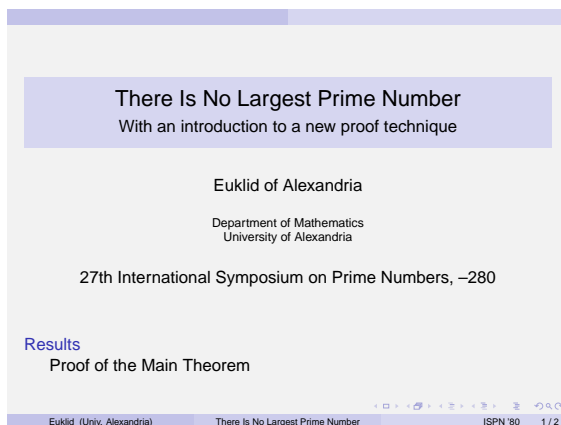 There Is No Largest Prime Number
With an introduction to a new proof technique
Euklid of Alexandria
Department of Mathematics
University of Alexandria
27th International Symposium on Prime Numbers, –280
Results
Proof of the Main Theorem
Euklid (Univ. Alexandria) There Is No Largest Prime Number ISPN '80 1 / 2